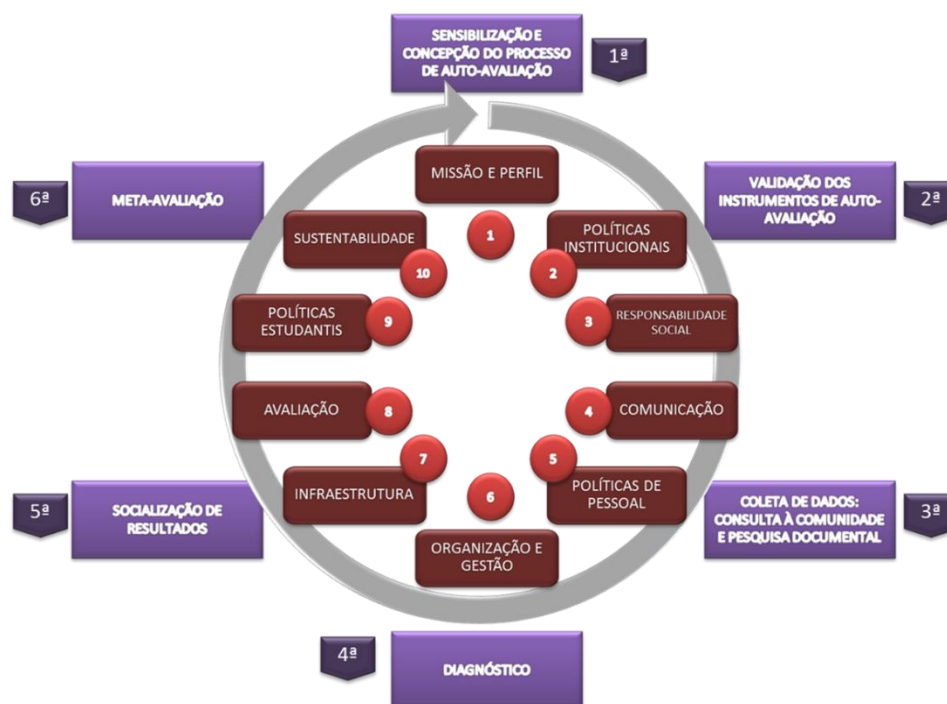 SENSIBILIZAÇÃO E
CONCEPÇÃO DO PROCESSO
DE AUTO-AVALIAÇÃO
1ª
6ª
META-AVALIAÇÃO
VALIDAÇÃO DOS
INSTRUMENTOS DE AUTO-
AVALIAÇÃO
2ª
MISSÃO E PERFIL
1
POLÍTICAS
INSTITUCIONAIS
2
RESPONSABILIDADE
SOCIAL
3
COMUNICAÇÃO
4
POLÍTICAS DE
PESSOAL
5
ORGANIZAÇÃO E
GESTÃO
6
INFRAESTRUTURA
7
AVALIAÇÃO
8
POLÍTICAS
ESTUDANTIS
9
SUSTENTABILIDADE
10
5ª
SOCIALIZAÇÃO DE
RESULTADOS
COLETA DE DADOS:
CONSULTA À COMUNIDADE
E PESQUISA DOCUMENTAL
3ª
4ª
DIAGNÓSTICO